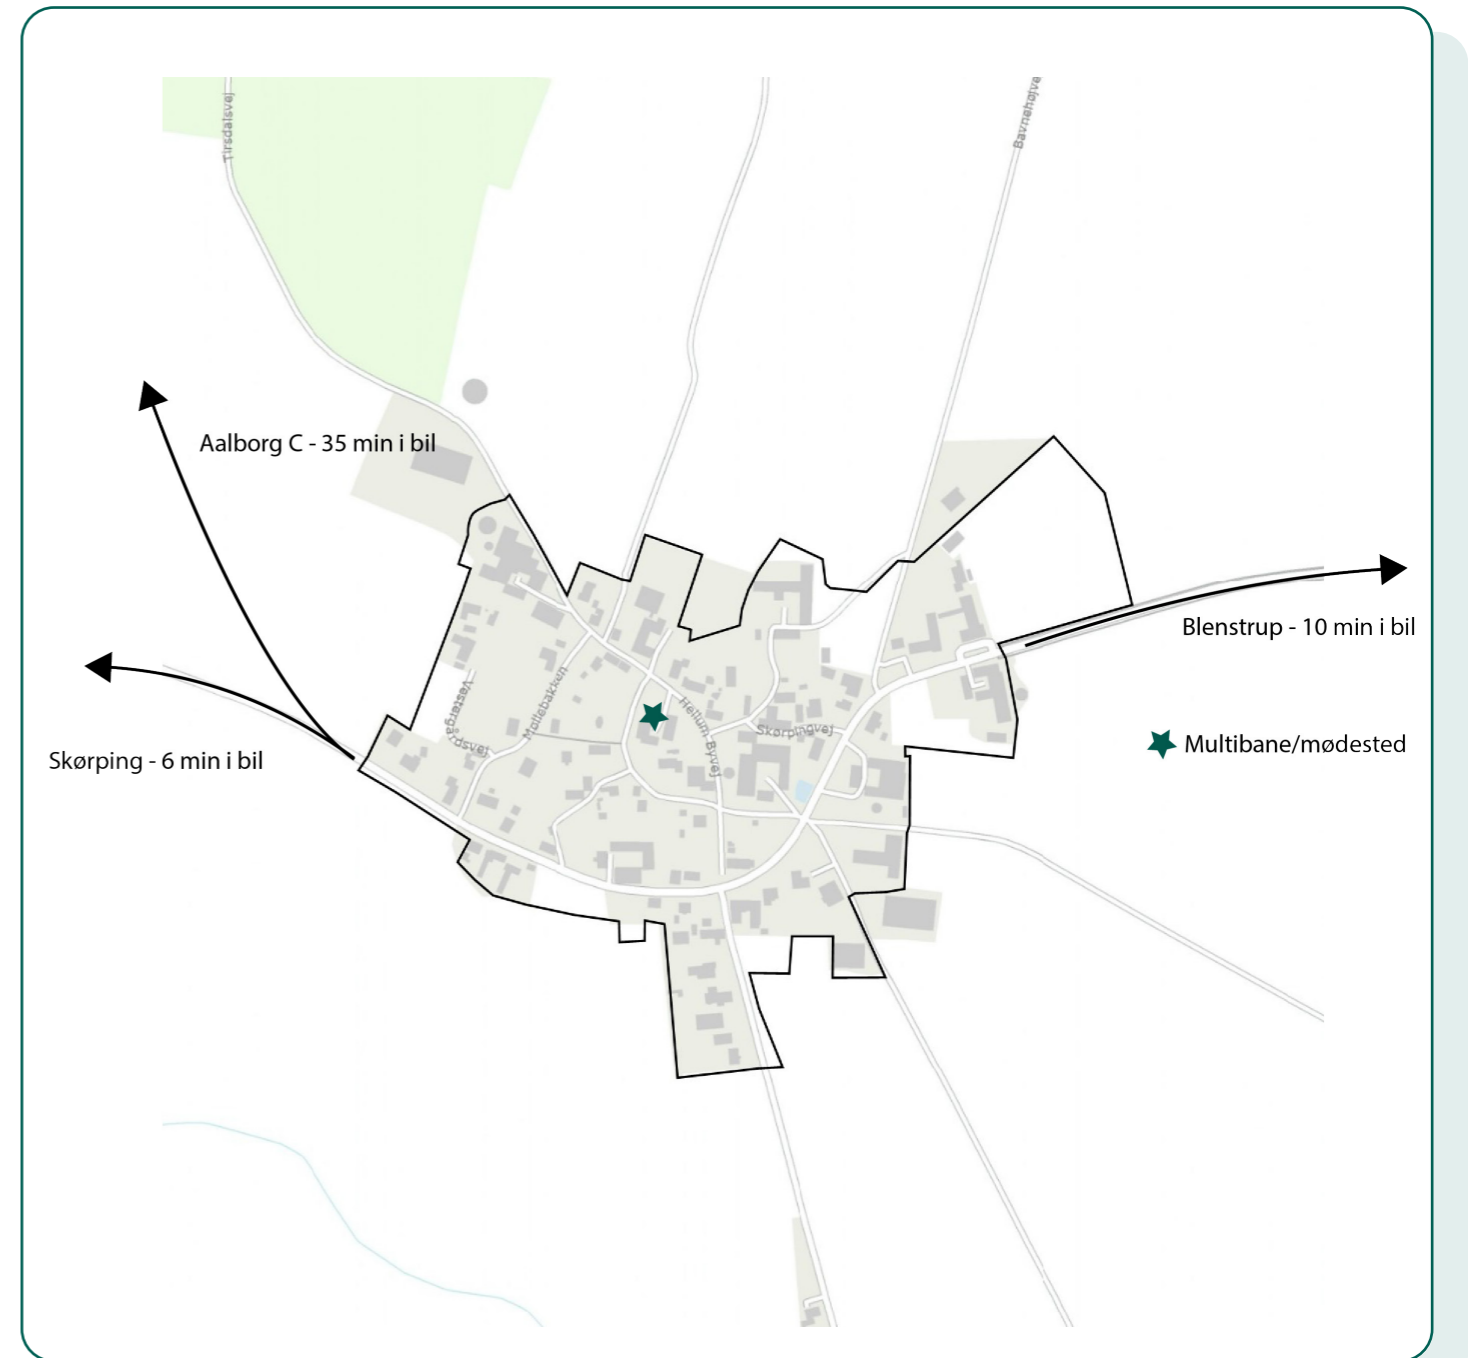 Tirsdalsvej
Bavnehøjve
Aalborg C - 35 min i bil
Blenstrup - 10 min i bil
Møllebakken
Vestergårdsvej
Hellum Byvej
Skørpingvej
Multibane/mødested
Skørping - 6 min i bil